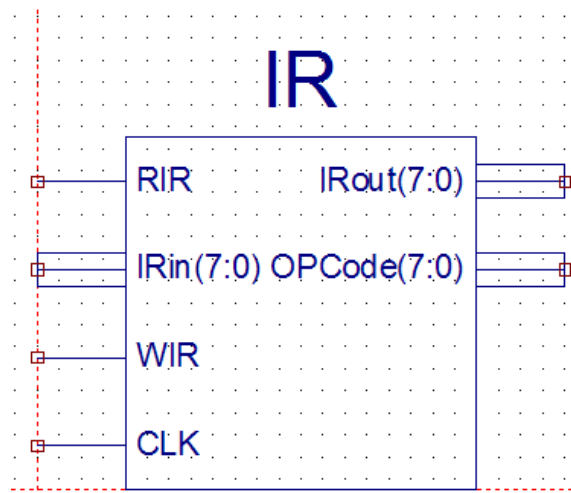 IR
RIR IRout(7:0)
IRin(7:0) OPCode(7:0)
WIR
CLK